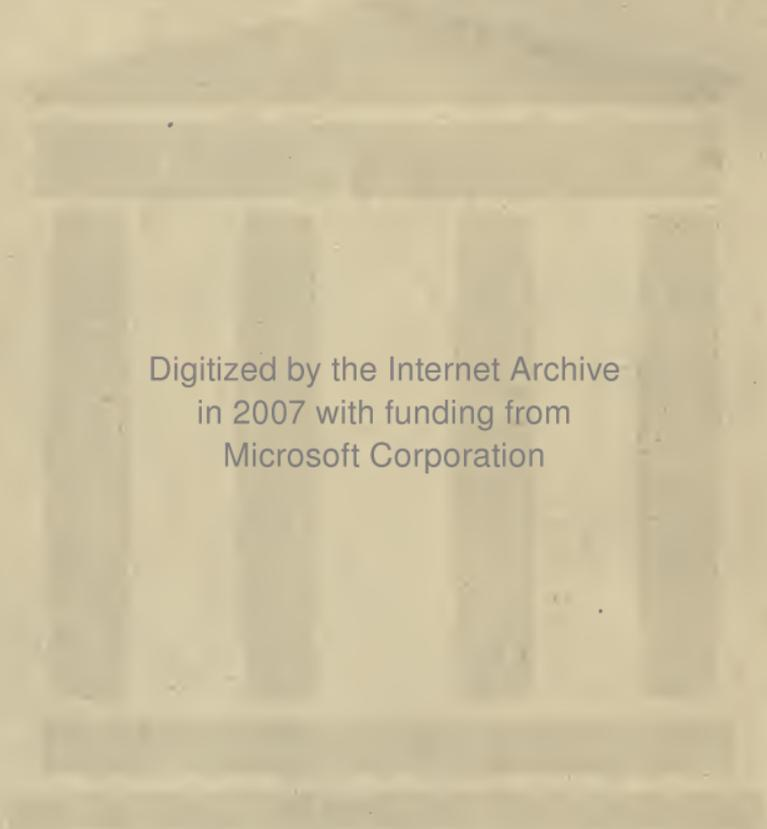 Digitized by the Internet Archive
in 2007 with funding from
Microsoft Corporation